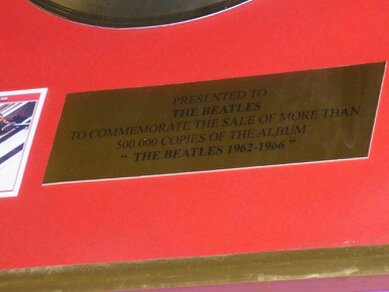 PRESENTED TO
THE BEATLES
TO COMMEMORATE THE SALE OF MORE THAN
500,000 COPIES OF THE ALBUM
" THE BEATLES 1962-1966 "